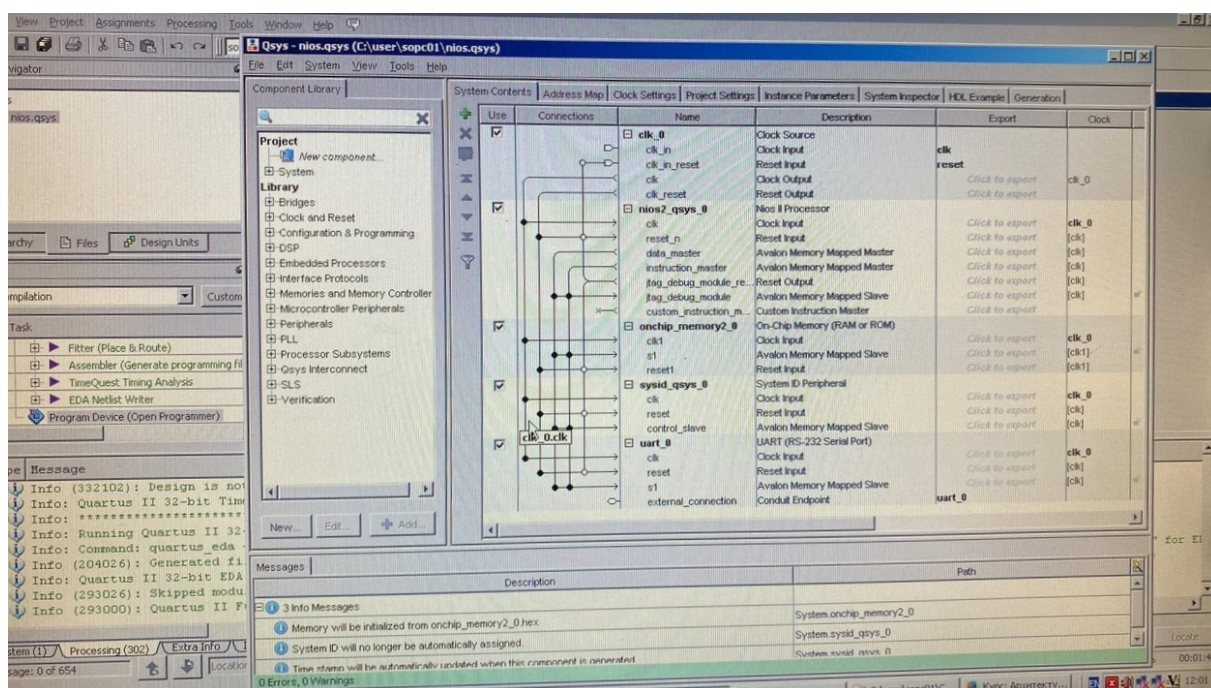 View Project Assignments Processing Tools Window Help
Qsys - nios.qsys (C:\user\sopc01\nios.qsys)
File Edit System View Tools Help
vigator
nios.qsys
archy Files Design Units
mpilation Custom
Task
Fitter (Place & Route)
Assembler (Generate programming fil
TimeQuest Timing Analysis
EDA Netlist Writer
Program Device (Open Programmer)
Component Library
Project
New component...
System
Library
Bridges
Clock and Reset
Configuration & Programming
DSP
Embedded Processors
Interface Protocols
Memories and Memory Controller
Microcontroller Peripherals
Peripherals
PLL
Processor Subsystems
Qsys Interconnect
SLS
Verification
New... Edit... Add...
System Contents Address Map Clock Settings Project Settings Instance Parameters System Inspector HDL Example Generation
Use Connections Name Description Export Clock
clk_0 Clock Source
clk_in Clock Input clk
clk_in_reset Reset Input reset
clk Clock Output Click to export clk_0
clk_reset Reset Output Click to export
nios2_qsys_0 Nios II Processor
clk Clock Input Click to export clk_0
reset_n Reset Input Click to export [clk]
data_master Avalon Memory Mapped Master Click to export [clk]
instruction_master Avalon Memory Mapped Master Click to export [clk]
jtag_debug_module_re... Reset Output Click to export [clk]
jtag_debug_module Avalon Memory Mapped Slave Click to export [clk]
custom_instruction_m... Custom Instruction Master Click to export
onchip_memory2_0 On-Chip Memory (RAM or ROM)
clk1 Clock Input Click to export clk_0
s1 Avalon Memory Mapped Slave Click to export [clk1]
reset1 Reset Input Click to export [clk1]
sysid_qsys_0 System ID Peripheral
clk Clock Input Click to export clk_0
reset Reset Input Click to export [clk]
control_slave Avalon Memory Mapped Slave Click to export [clk]
clk_0.clk
uart_0 UART (RS-232 Serial Port)
clk Clock Input Click to export clk_0
reset Reset Input Click to export [clk]
s1 Avalon Memory Mapped Slave Click to export [clk]
external_connection Conduit Endpoint uart_0
pe Message
Info (332102): Design is not
Info: Quartus II 32-bit Time
Info: **********************
Info: Running Quartus II 32-
Info: Command: quartus_eda
Info (204026): Generated fi
Info: Quartus II 32-bit EDA
Info (293026): Skipped modu
Info (293000): Quartus II F
" for EI
Messages
Description Path
3 Info Messages
Memory will be initialized from onchip_memory2_0.hex System.onchip_memory2_0
System ID will no longer be automatically assigned. System.sysid_qsys_0
Time stamp will be automatically updated when this component is generated. System.sysid_qsys_0
0 Errors, 0 Warnings
stem (1) Processing (302) Extra Info
sage: 0 of 654 Location
Locate
00:01:4
EN 12:01